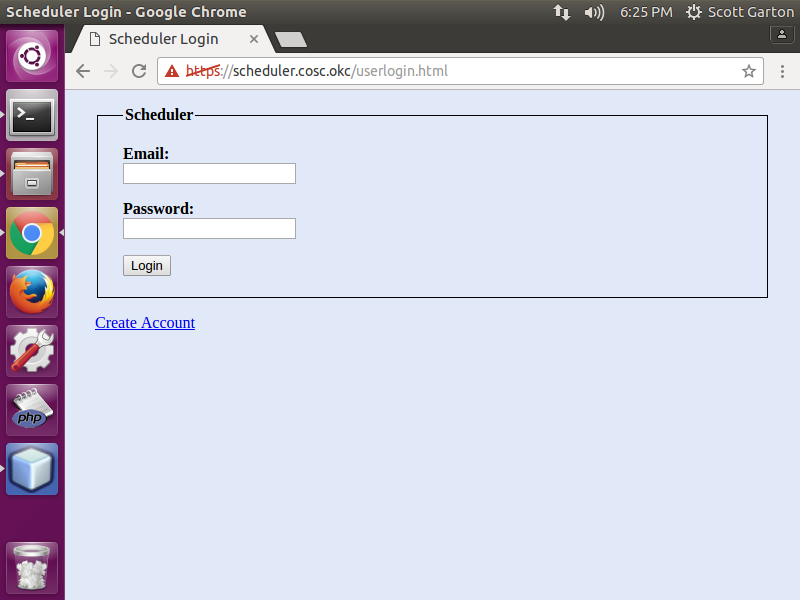 Scheduler Login - Google Chrome
6:25 PM
Scott Garton
Scheduler Login
https://scheduler.cosc.okc/userlogin.html
Scheduler
Email:
Password:
Login
Create Account
>_
php